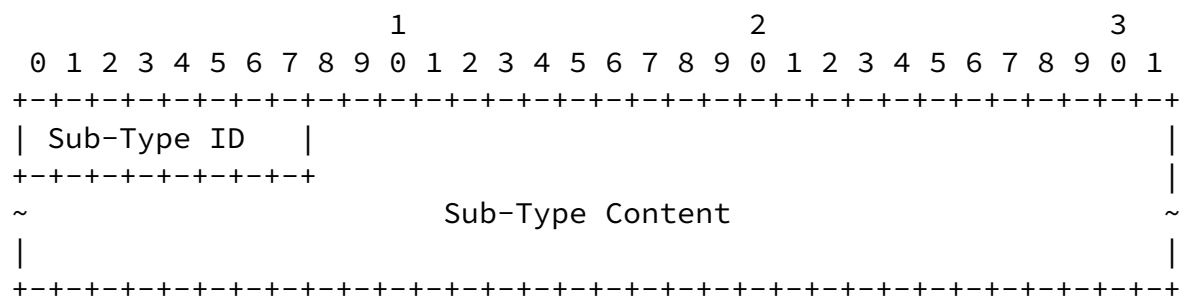 1                   2                   3
 0 1 2 3 4 5 6 7 8 9 0 1 2 3 4 5 6 7 8 9 0 1 2 3 4 5 6 7 8 9 0 1
+-+-+-+-+-+-+-+-+-+-+-+-+-+-+-+-+-+-+-+-+-+-+-+-+-+-+-+-+-+-+-+-+
| Sub-Type ID   |                                               |
+-+-+-+-+-+-+-+-+                                               |
~                       Sub-Type Content                        ~
|                                                               |
+-+-+-+-+-+-+-+-+-+-+-+-+-+-+-+-+-+-+-+-+-+-+-+-+-+-+-+-+-+-+-+-+